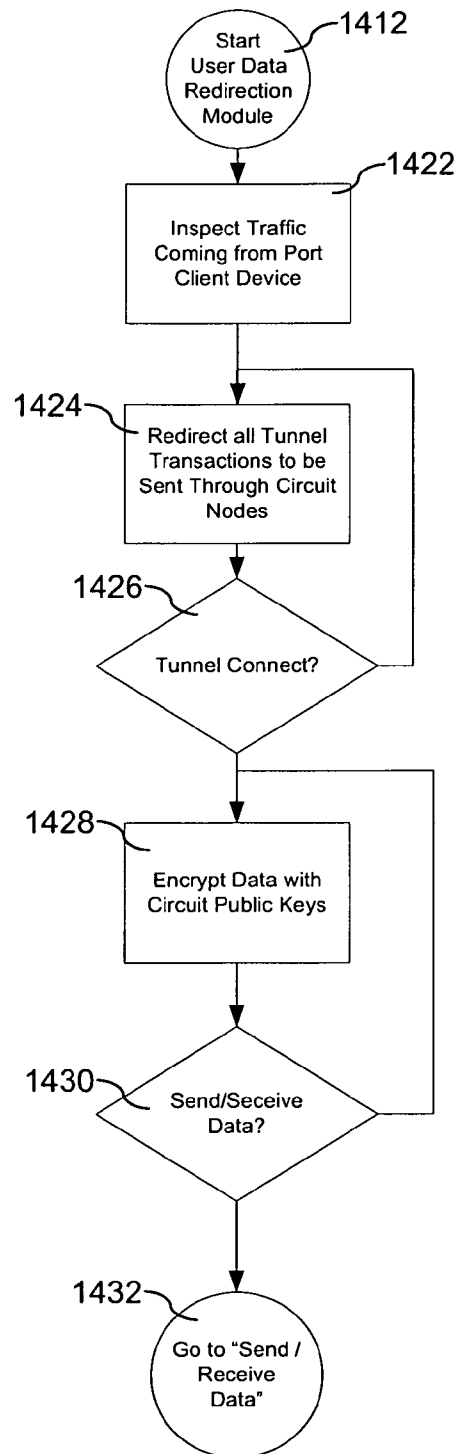 1412
Start
User Data
Redirection
Module
1422
Inspect Traffic
Coming from Port
Client Device
1424
Redirect all Tunnel
Transactions to be
Sent Through Circuit
Nodes
1426
Tunnel Connect?
1428
Encrypt Data with
Circuit Public Keys
1430
Send/Seceive
Data?
1432
Go to "Send /
Receive
Data"